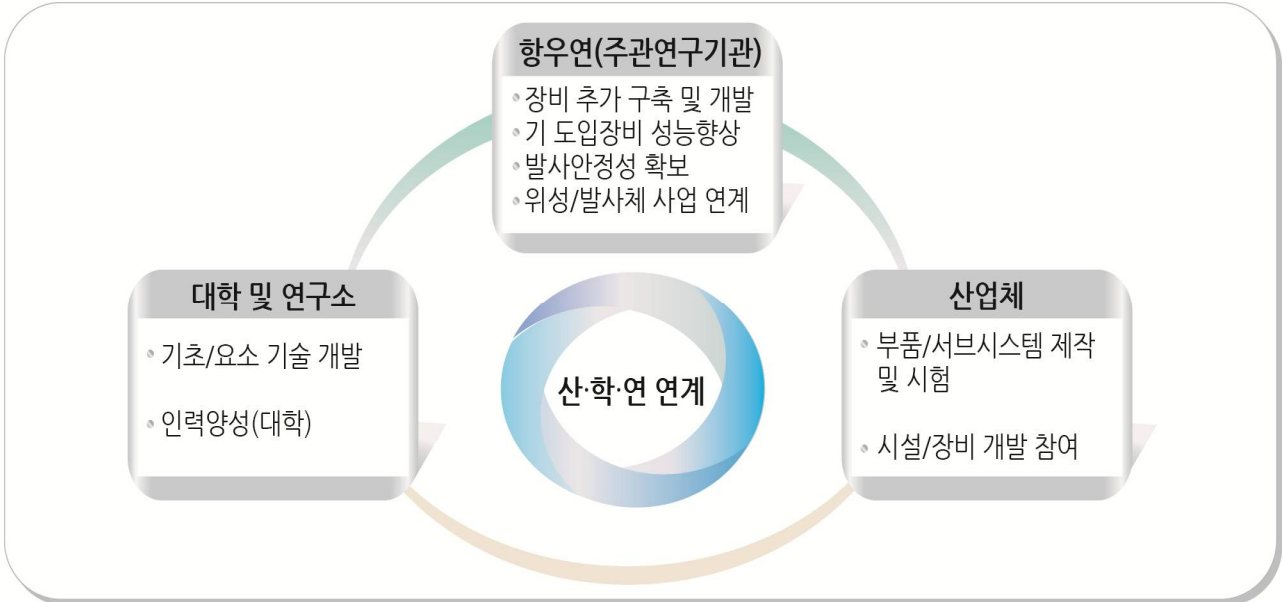 항우연(주관연구기관)
• 장비 추가 구축 및 개발
• 기 도입장비 성능향상
• 발사안정성 확보
• 위성/발사체 사업 연계
대학 및 연구소
• 기초/요소 기술 개발
• 인력양성(대학)
산·학·연 연계
산업체
• 부품/서브시스템 제작
및 시험
• 시설/장비 개발 참여